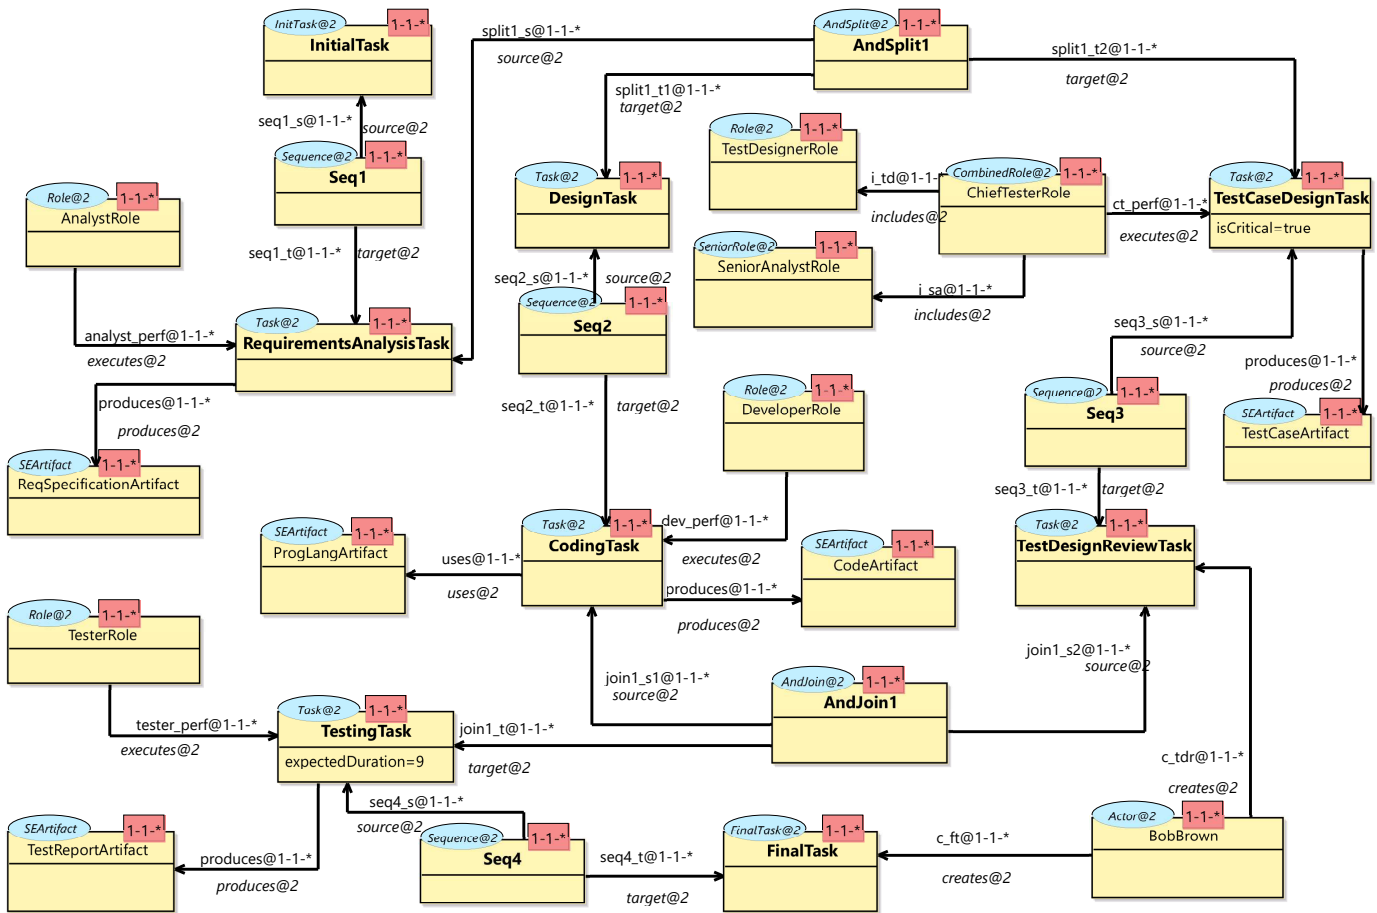 InitTask@2
1-1-*
InitialTask
split1_s@1-1-*
source@2
AndSplit1
AndSplit@2
1-1-*
split1_t2@1-1-*
target@2
split1_t1@1-1-*
target@2
seq1_s@1-1-*
source@2
Sequence@2
1-1-*
Seq1
Role@2
1-1-*
TestDesignerRole
Task@2
1-1-*
DesignTask
i_td@1-1-*
includes@2
CombinedRole@2
1-1-*
ChiefTesterRole
ct_perf@1-1-*
executes@2
Task@2
1-1-*
TestCaseDesignTask
isCritical=true
Role@2
1-1-*
AnalystRole
seq1_t@1-1-*
target@2
seq2_s@1-1-*
source@2
SeniorRole@2
1-1-*
SeniorAnalystRole
i_sa@1-1-*
includes@2
Sequence@2
1-1-*
Seq2
analyst_perf@1-1-*
executes@2
Task@2
1-1-*
RequirementsAnalysisTask
seq3_s@1-1-*
source@2
produces@1-1-*
produces@2
produces@1-1-*
produces@2
seq2_t@1-1-*
target@2
Role@2
1-1-*
DeveloperRole
Sequence@2
1-1-*
Seq3
SEArtifact
1-1-*
TestCaseArtifact
SEArtifact
1-1-*
ReqSpecificationArtifact
seq3_t@1-1-*
target@2
SEArtifact
1-1-*
ProgLangArtifact
uses@1-1-*
uses@2
Task@2
1-1-*
CodingTask
dev_perf@1-1-*
executes@2
produces@1-1-*
produces@2
SEArtifact
1-1-*
CodeArtifact
Task@2
1-1-*
TestDesignReviewTask
Role@2
1-1-*
TesterRole
join1_s1@1-1-*
source@2
AndJoin@2
1-1-*
AndJoin1
join1_s2@1-1-*
source@2
tester_perf@1-1-*
executes@2
Task@2
1-1-*
TestingTask
expectedDuration=9
join1_t@1-1-*
target@2
c_tdr@1-1-*
creates@2
seq4_s@1-1-*
source@2
SEArtifact
1-1-*
TestReportArtifact
produces@1-1-*
produces@2
Sequence@2
1-1-*
Seq4
seq4_t@1-1-*
target@2
FinalTask@2
1-1-*
FinalTask
c_ft@1-1-*
creates@2
Actor@2
1-1-*
BobBrown